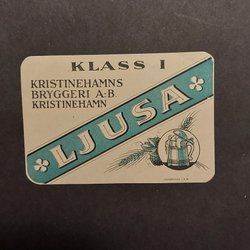 KLASS I
KRISTINEHAMNS
BRYGGERI A.-B.
KRISTINEHAMN
LJUSA